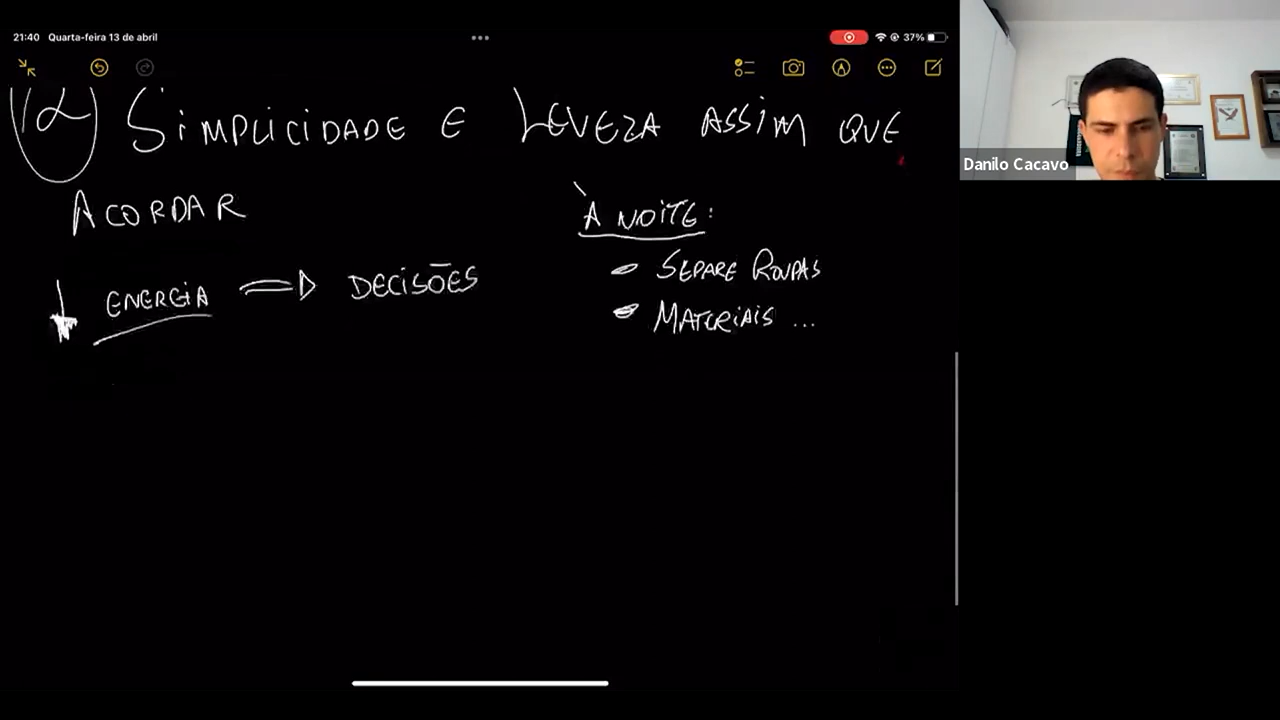 21:40 Quarta-feira 13 de abril
37%
SIMPLICIDADE E LEVEZA ASSIM QUE
ACORDAR
ENERGIA DECISÕES
À NOITE:
SEPARE ROUPAS
MATERIAIS ...
Danilo Cacavo